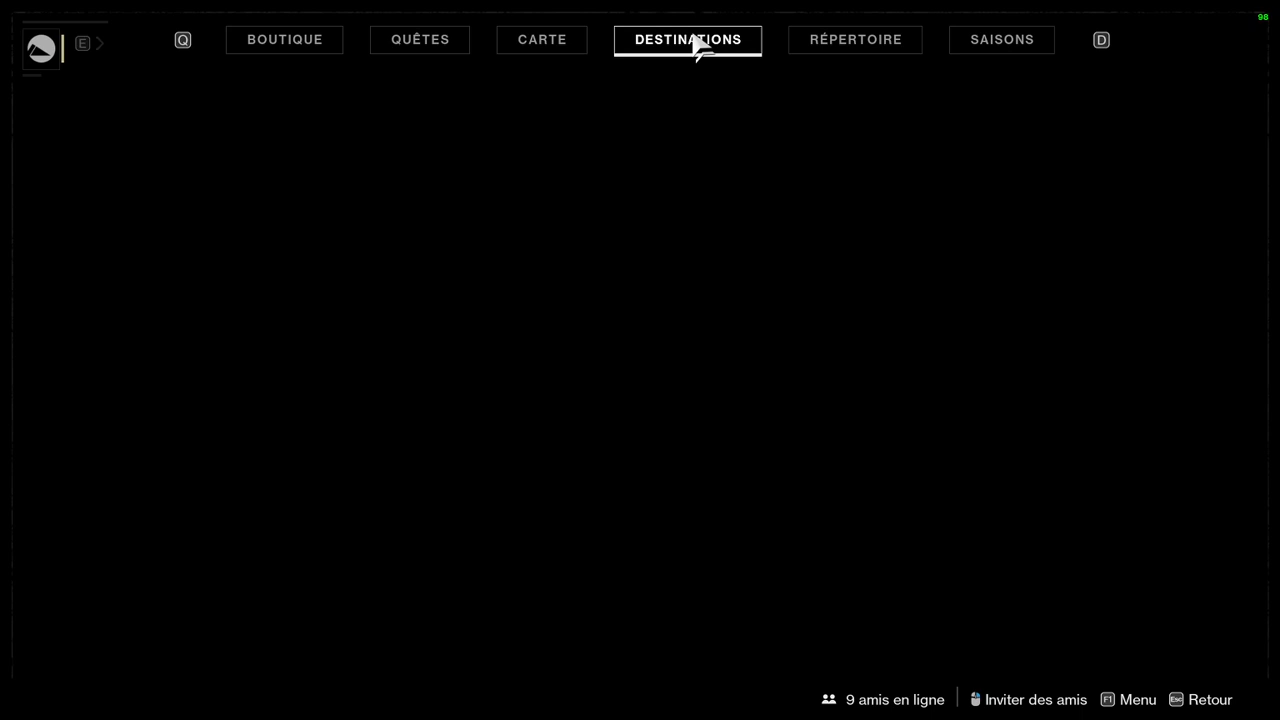 98
E Q BOUTIQUE QUÊTES CARTE DESTINATIONS RÉPERTOIRE SAISONS D
9 amis en ligne Inviter des amis F1 Menu Esc Retour